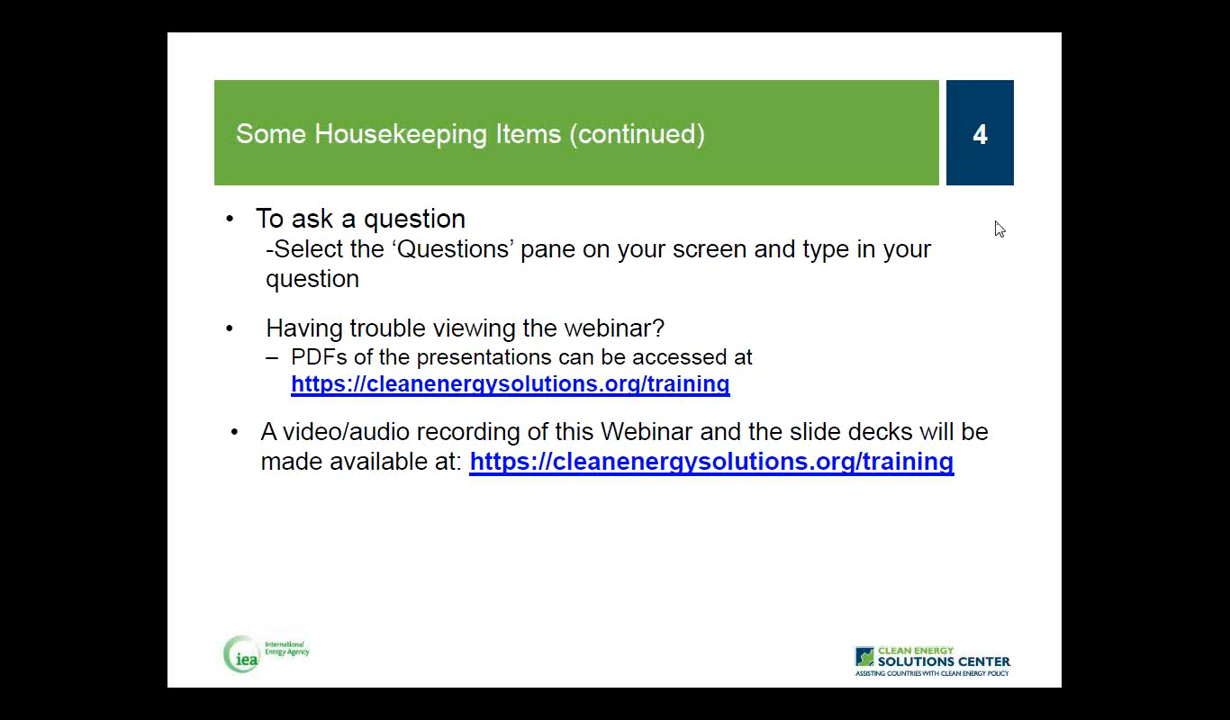 Some Housekeeping Items (continued)
4
• To ask a question
-Select the ‘Questions’ pane on your screen and type in your
question
• Having trouble viewing the webinar?
– PDFs of the presentations can be accessed at
https://cleanenergysolutions.org/training
• A video/audio recording of this Webinar and the slide decks will be
made available at: https://cleanenergysolutions.org/training
iea
International
Energy Agency
CLEAN ENERGY
SOLUTIONS CENTER
ASSISTING COUNTRIES WITH CLEAN ENERGY POLICY